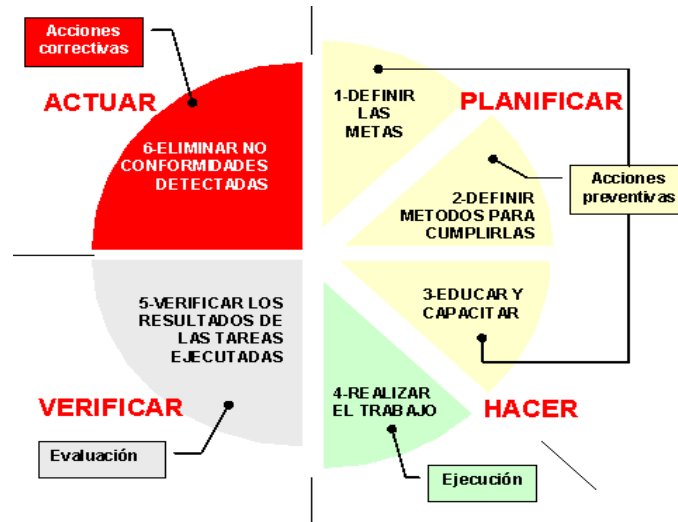 Acciones
correctivas
ACTUAR
6-ELIMINAR NO
CONFORMIDADES
DETECTADAS
1-DEFINIR
LAS
METAS
PLANIFICAR
2-DEFINIR
METODOS PARA
CUMPLIRLAS
Acciones
preventivas
3-EDUCAR Y
CAPACITAR
HACER
4-REALIZAR
EL TRABAJO
Ejecución
5-VERIFICAR LOS
RESULTADOS DE
LAS TAREAS
EJECUTADAS
VERIFICAR
Evaluación